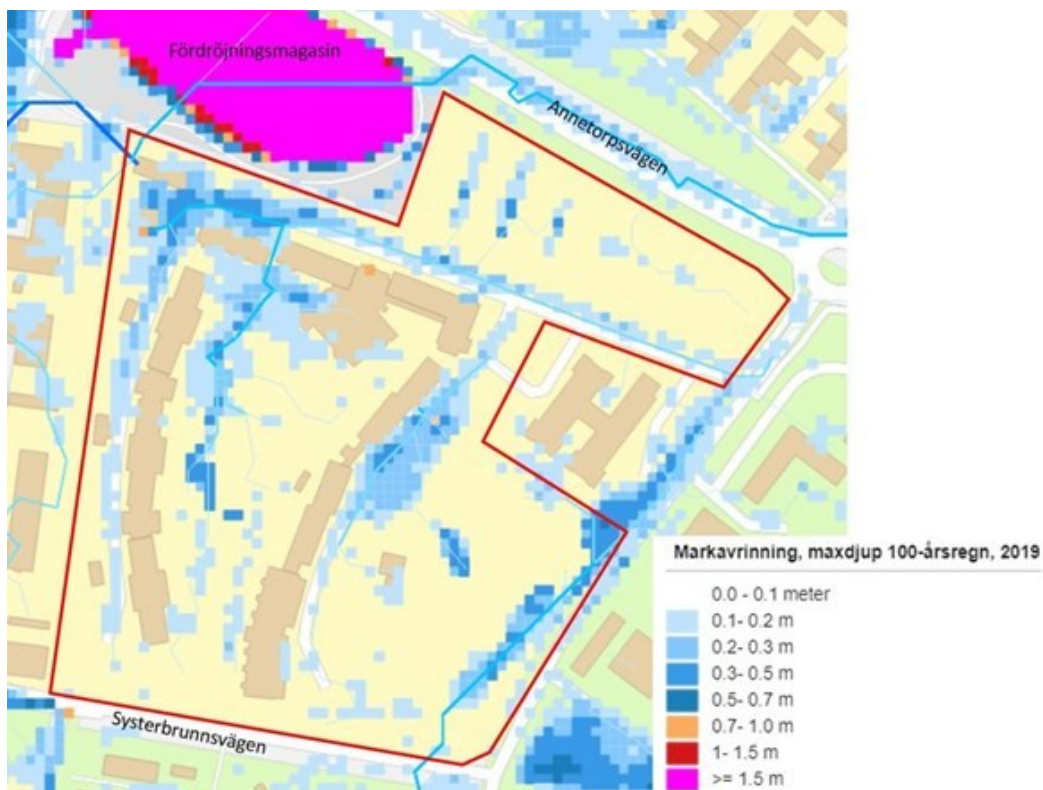 Fördröjningsmagasin
Annetorpsvägen
Systerbrunnsvägen
Markavrinning, maxdjup 100-årsregn, 2019
0.0 - 0.1 meter
0.1- 0.2 m
0.2- 0.3 m
0.3- 0.5 m
0.5- 0.7 m
0.7- 1.0 m
1- 1.5 m
>= 1.5 m